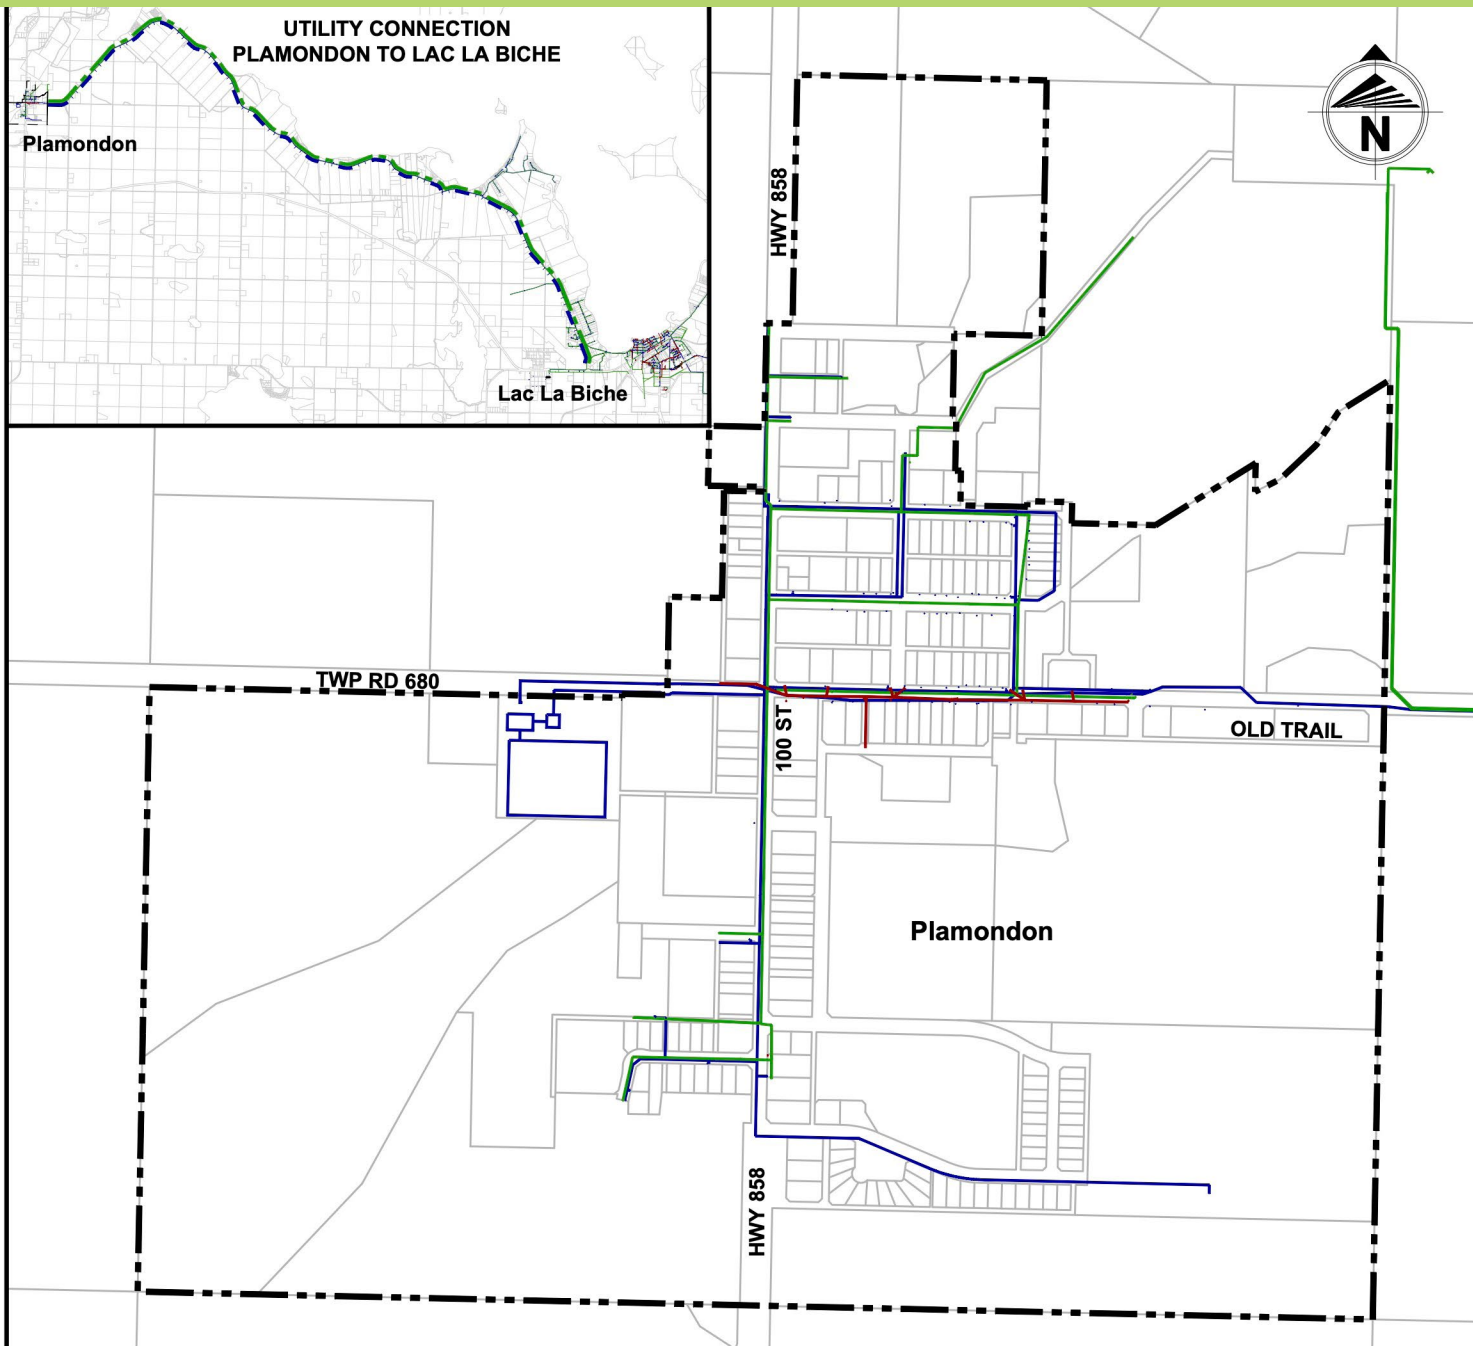 UTILITY CONNECTION
PLAMONDON TO LAC LA BICHE
Plamondon
Lac La Biche
N
HWY 858
TWP RD 680
100 ST
OLD TRAIL
Plamondon
HWY 858